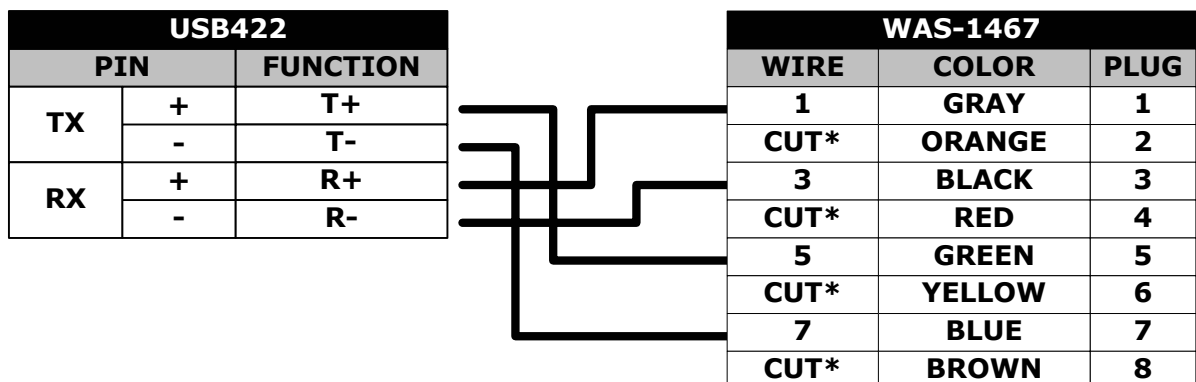 USB422 WAS-1467
PIN FUNCTION WIRE COLOR PLUG
TX + T+ 1 GRAY 1
- T- CUT* ORANGE 2
RX + R+ 3 BLACK 3
- R- CUT* RED 4
5 GREEN 5
CUT* YELLOW 6
7 BLUE 7
CUT* BROWN 8